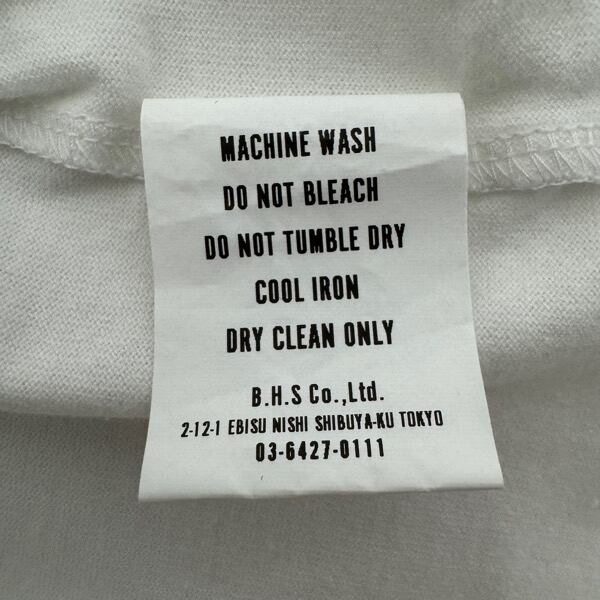 MACHINE WASH
DO NOT BLEACH
DO NOT TUMBLE DRY
COOL IRON
DRY CLEAN ONLY
B.H.S Co.,Ltd.
2-12-1 EBISU NISHI SHIBUYA-KU TOKYO
03-6427-0111